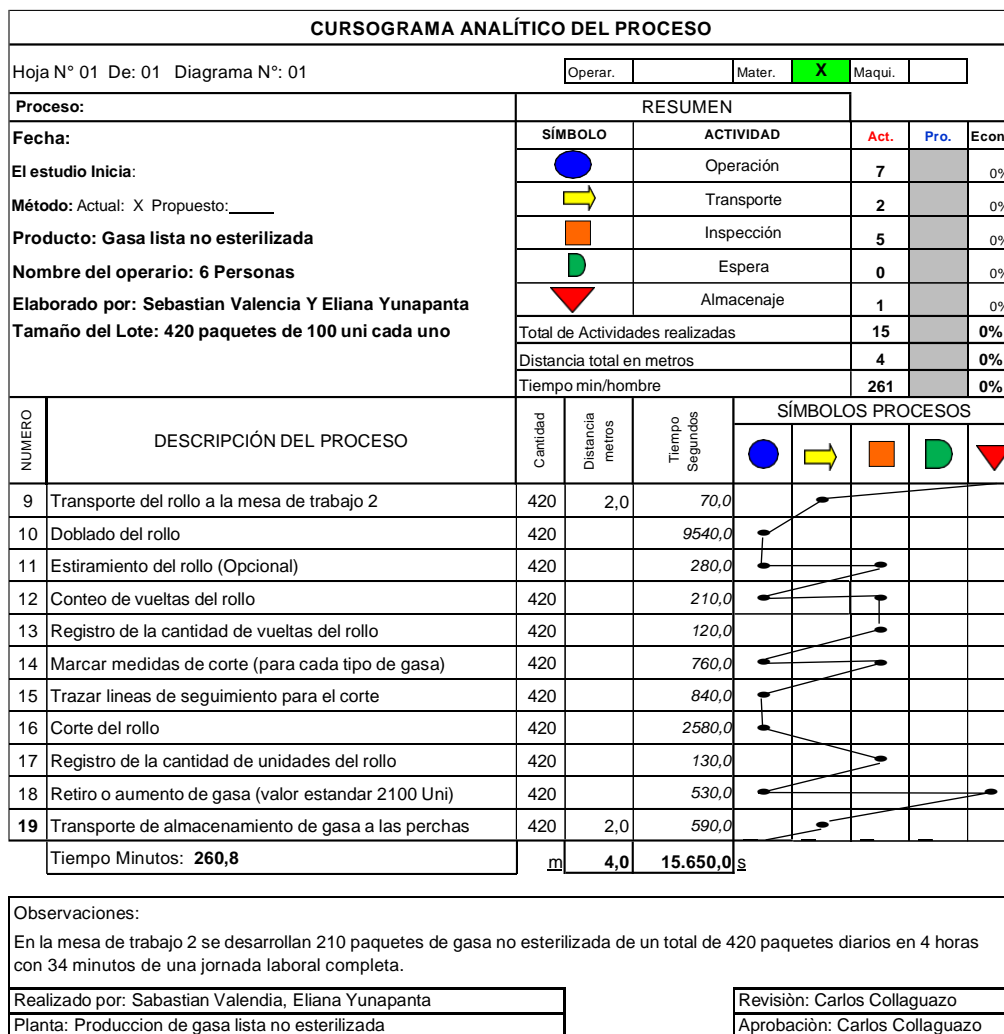 CURSOGRAMA ANALÍTICO DEL PROCESO
Hoja N° 01 De: 01 Diagrama N°: 01 Operar. Mater. X Maqui.
Proceso: RESUMEN
Fecha: SÍMBOLO ACTIVIDAD Act. Pro. Econ
El estudio Inicia: Operación 7 0%
Método: Actual: X Propuesto:_____ Transporte 2 0%
Producto: Gasa lista no esterilizada Inspección 5 0%
Nombre del operario: 6 Personas Espera 0 0%
Elaborado por: Sebastian Valencia Y Eliana Yunapanta Almacenaje 1 0%
Tamaño del Lote: 420 paquetes de 100 uni cada uno Total de Actividades realizadas 15 0%
Distancia total en metros 4 0%
Tiempo min/hombre 261 0%
NUMERO DESCRIPCIÓN DEL PROCESO Cantidad Distancia metros Tiempo Segundos SÍMBOLOS PROCESOS
9 Transporte del rollo a la mesa de trabajo 2 420 2,0 70,0
10 Doblado del rollo 420 9540,0
11 Estiramiento del rollo (Opcional) 420 280,0
12 Conteo de vueltas del rollo 420 210,0
13 Registro de la cantidad de vueltas del rollo 420 120,0
14 Marcar medidas de corte (para cada tipo de gasa) 420 760,0
15 Trazar lineas de seguimiento para el corte 420 840,0
16 Corte del rollo 420 2580,0
17 Registro de la cantidad de unidades del rollo 420 130,0
18 Retiro o aumento de gasa (valor estandar 2100 Uni) 420 530,0
19 Transporte de almacenamiento de gasa a las perchas 420 2,0 590,0
Tiempo Minutos: 260,8 m 4,0 15.650,0 s
Observaciones:
En la mesa de trabajo 2 se desarrollan 210 paquetes de gasa no esterilizada de un total de 420 paquetes diarios en 4 horas
con 34 minutos de una jornada laboral completa.
Realizado por: Sabastian Valendia, Eliana Yunapanta Revisiòn: Carlos Collaguazo
Planta: Produccion de gasa lista no esterilizada Aprobaciòn: Carlos Collaguazo